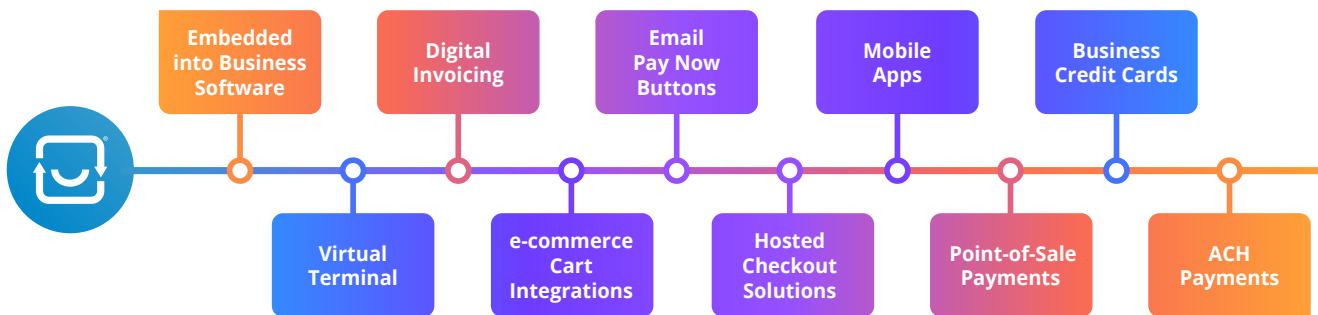 Embedded
into Business
Software
Virtual
Terminal
Digital
Invoicing
e-commerce
Cart
Integrations
Email
Pay Now
Buttons
Hosted
Checkout
Solutions
Mobile
Apps
Point-of-Sale
Payments
Business
Credit Cards
ACH
Payments
®